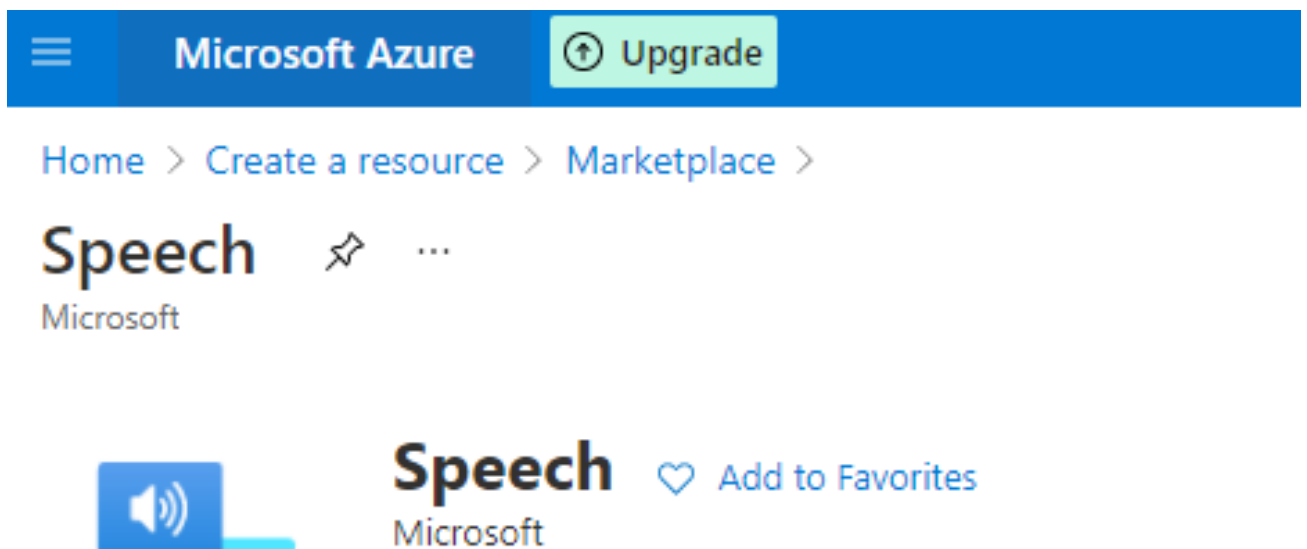 Microsoft Azure Upgrade
Home > Create a resource > Marketplace >
Speech ...
Microsoft
Speech Add to Favorites
Microsoft